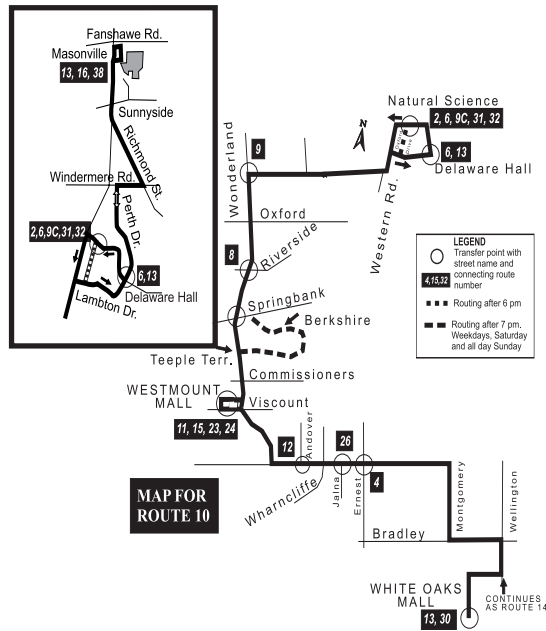 Fanshawe Rd.
Masonville
13, 16, 38
Sunnyside
Richmond St.
Windermere Rd.
Perth Dr.
2,6,9C,31,32
6,13
Delaware Hall
Lambton Dr.
Natural Science
2, 6, 9C, 31, 32
6, 13
Delaware Hall
N
9
Wonderland
Western Rd.
Oxford
8
Riverside
Springbank
Berkshire
Teeple Terr.
Commissioners
WESTMOUNT
MALL
Viscount
11, 15, 23, 24
LEGEND
Transfer point with
street name and
connecting route
number
4,15,32
Routing after 6 pm
Routing after 7 pm.
Weekdays, Saturday
and all day Sunday
12
Andover
26
Wharncliffe
Jalna
Ernest
4
Montgomery
Wellington
Bradley
MAP FOR
ROUTE 10
WHITE OAKS
MALL
13, 30
CONTINUES
AS ROUTE 14